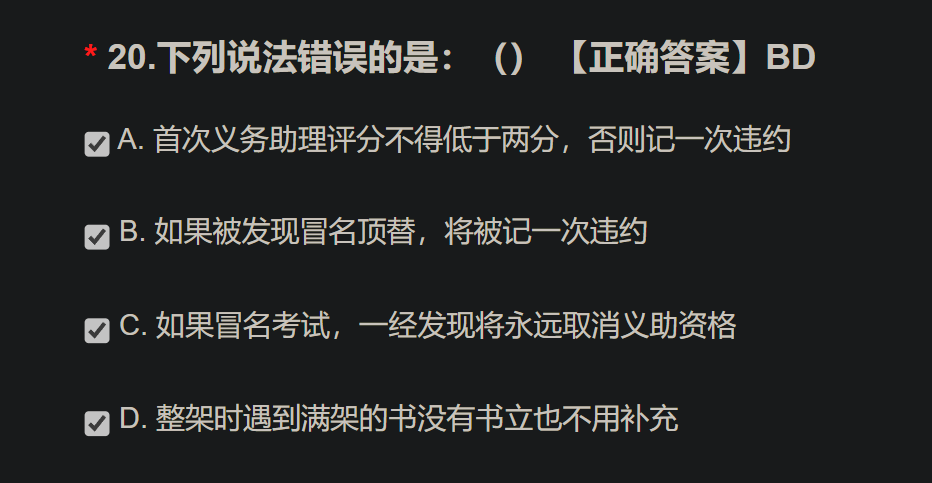 * 20.下列说法错误的是：（） 【正确答案】BD
A. 首次义务助理评分不得低于两分，否则记一次违约
B. 如果被发现冒名顶替，将被记一次违约
C. 如果冒名考试，一经发现将永远取消义助资格
D. 整架时遇到满架的书没有书立也不用补充